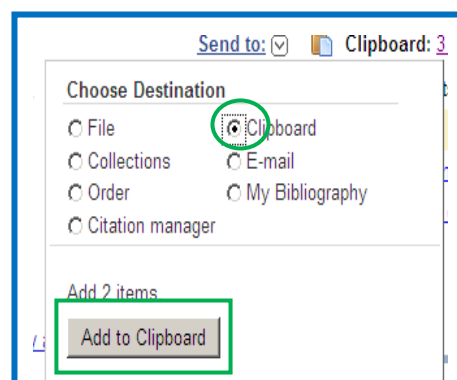 Send to: Clipboard: 3
Choose Destination
File Clipboard
Collections E-mail
Order My Bibliography
Citation manager
Add 2 items
Add to Clipboard